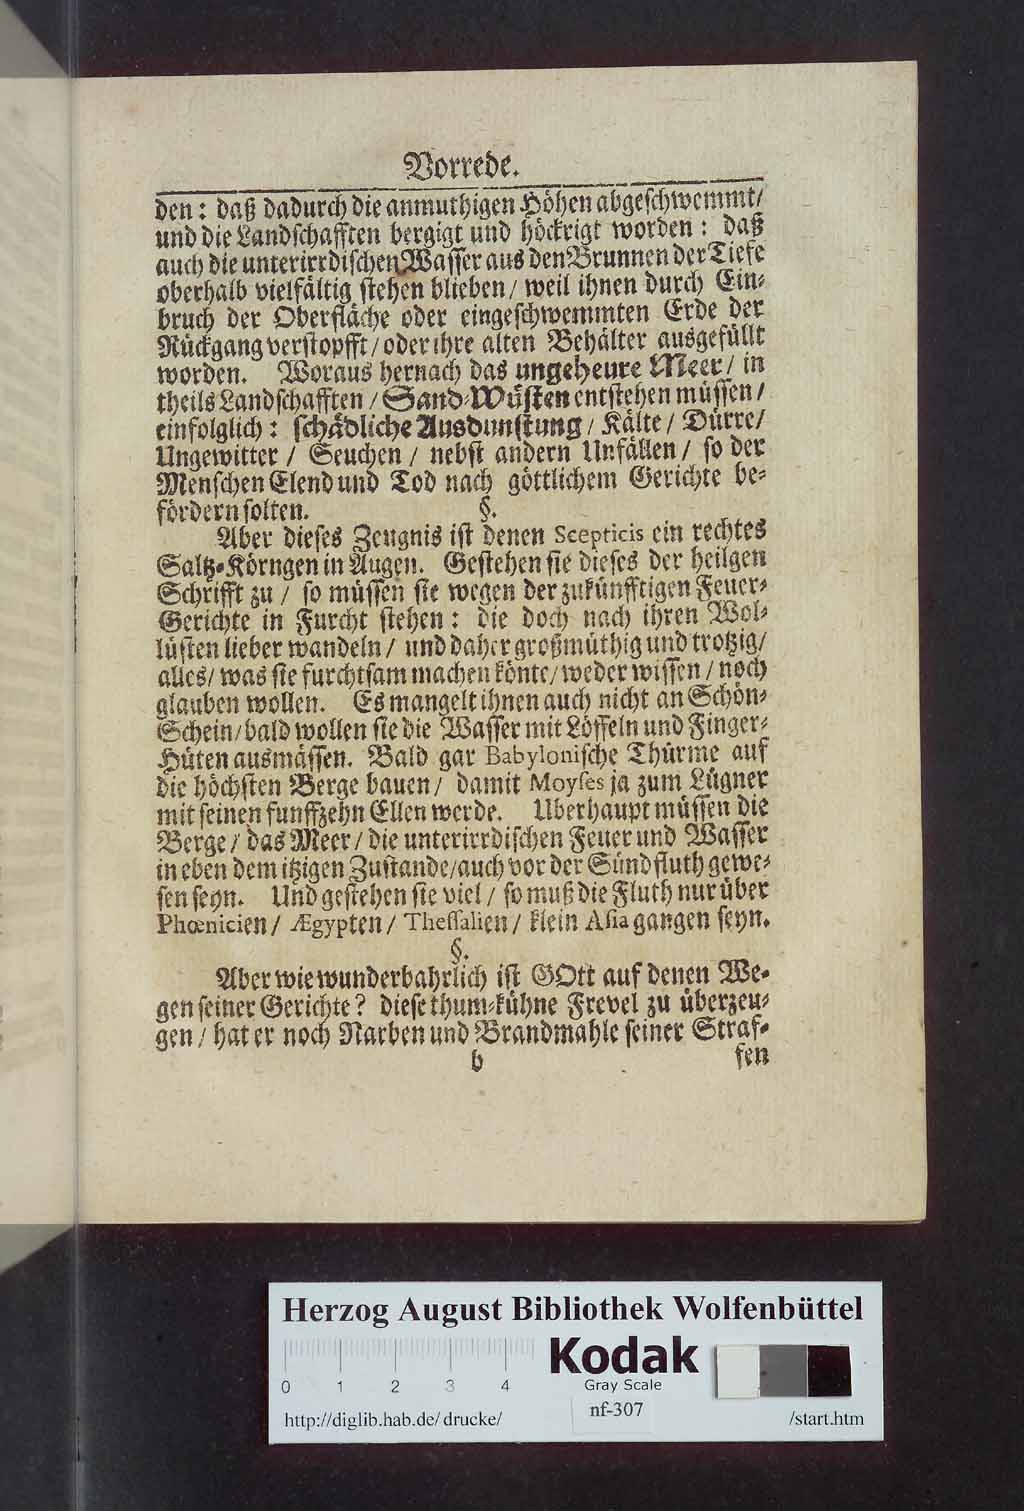 Vorrede.
den: daß dadurch die anmuthigen Höhen abgeschwemmt/
und die Landschafften bergigt und höckrigt worden: daß
auch die unterirrdischen Wasser aus den Brunnen der Tiefe
oberhalb vielfältig stehen blieben/ weil ihnen durch Ein-
bruch der Oberfläche oder eingeschwemmten Erde der
Rückgang verstopfft/ oder ihre alten Behälter ausgefüllt
worden. Woraus hernach das ungeheure Meer/ in
theils Landschafften/ Sand-Wüsten entstehen müssen/
einfolglich: schädliche Ausdunstung/ Kälte/ Dürre/
Ungewitter/ Seuchen/ nebst andern Unfällen/ so der
Menschen Elend und Tod nach göttlichem Gerichte be-
fördern solten. §.
Aber dieses Zeugnis ist denen Scepticis ein rechtes
Saltz-Körngen in Augen. Gestehen sie dieses der heilgen
Schrifft zu/ so müssen sie wegen der zukünfftigen Feuer-
Gerichte in Furcht stehen: die doch nach ihren Wol-
lüsten lieber wandeln/ und daher großmüthig und trotzig/
alles/ was sie furchtsam machen könte/ weder wissen/ noch
glauben wollen. Es mangelt ihnen auch nicht an Schön-
Schein/ bald wollen sie die Wasser mit Löffeln und Finger-
Hüten ausmässen. Bald gar Babylonische Thürme auf
die höchsten Berge bauen/ damit Moyses ja zum Lügner
mit seinen funffzehn Ellen werde. Uberhaupt müssen die
Berge/ das Meer/ die unterirrdischen Feuer und Wasser
in eben dem itzigen Zustande/ auch vor der Sündfluth gewe-
sen seyn. Und gestehen sie viel/ so muß die Fluth nur über
Phœnicien/ Ægypten/ Thessalien/ klein Asia gangen seyn.
§.
Aber wie wunderbahrlich ist GOtt auf denen We-
gen seiner Gerichte? diese thum-kühne Frevel zu überzeu-
gen/ hat er noch Narben und Brandmahle seiner Straf-
b fen
Herzog August Bibliothek Wolfenbüttel
Kodak
Gray Scale
0 1 2 3 4
nf-307
http://diglib.hab.de/drucke/ /start.htm